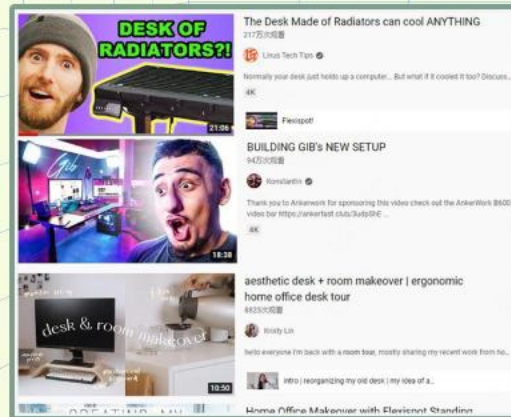 DESK OF
RADIATORS?!
21:06
The Desk Made of Radiators can cool ANYTHING
217万次观看
Linus Tech Tips
Normally your desk just holds up a computer... But what if it cooled it too? Discuss...
4K
Flexispot!
Gib
18:38
BUILDING GIB's NEW SETUP
94万次观看
Konstantin
Thank you to Ankerwork for sponsoring this video check out the AnkerWork B600
video bar https://ankerfast.club/3udpShE ...
4K
desk & room makeover
10:50
aesthetic desk + room makeover | ergonomic
home office desk tour
8823次观看
Kristy Lin
hello everyone I'm back with a room tour, mostly sharing my recent work from ho...
intro | reorganizing my old desk | my idea of a...
CREATING MY
Home Office Makeover with Flexispot Standing